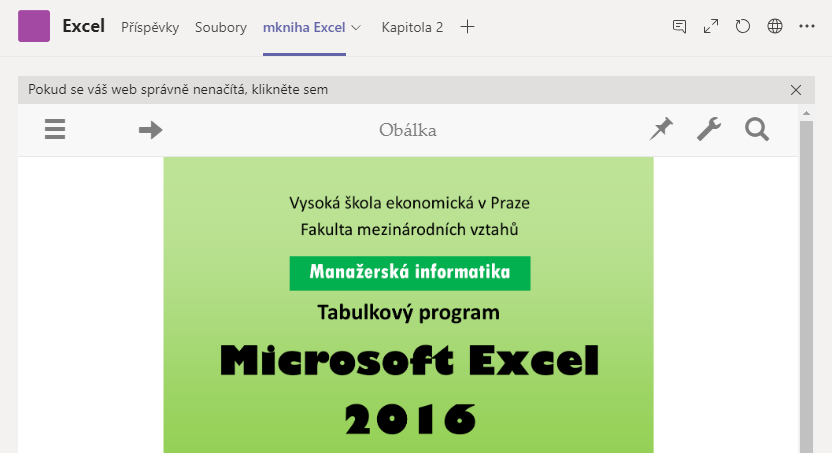 Excel Příspěvky Soubory mkniha Excel Kapitola 2
Pokud se váš web správně nenačítá, klikněte sem
Obálka
Vysoká škola ekonomická v Praze
Fakulta mezinárodních vztahů
Manažerská informatika
Tabulkový program
Microsoft Excel
2016